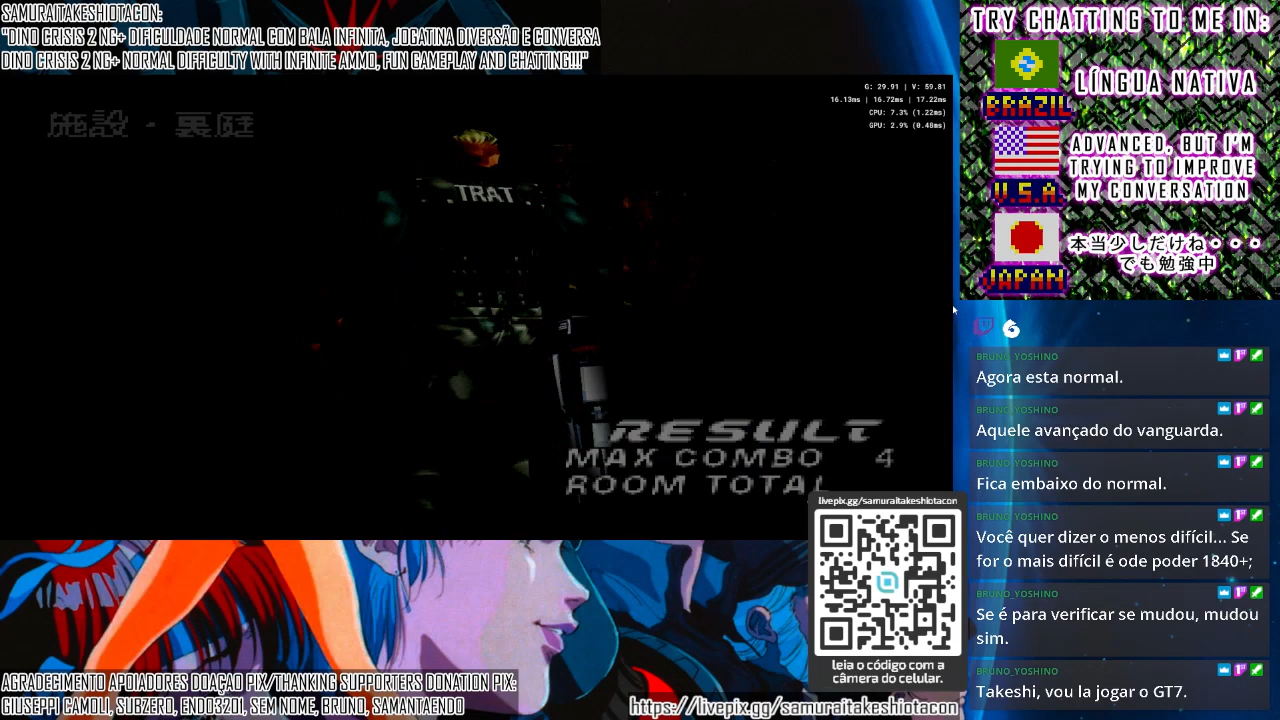 SAMURAITAKESHIOTACON:
"DINO CRISIS 2 NG+ DIFICULDADE NORMAL COM BALA INFINITA, JOGATINA DIVERSÃO E CONVERSA
DINO CRISIS 2 NG+ NORMAL DIFFICULTY WITH INFINITE AMMO, FUN GAMEPLAY AND CHATTING!!!"
G: 29.91 | V: 59.81
16.13ms | 16.72ms | 17.22ms
CPU: 7.3% (1.22ms)
GPU: 2.9% (0.48ms)
施設・裏庭
TRAT
RESULT
MAX COMBO 4
ROOM TOTAL
TRY CHATTING TO ME IN:
BRAZIL
LÍNGUA NATIVA
U.S.A.
ADVANCED, BUT I'M
TRYING TO IMPROVE
MY CONVERSATION
JAPAN
本当少しだけね・・・
でも勉強中
6
BRUNO_YOSHINO
Agora esta normal.
BRUNO_YOSHINO
Aquele avançado do vanguarda.
BRUNO_YOSHINO
Fica embaixo do normal.
BRUNO_YOSHINO
Você quer dizer o menos difícil... Se
for o mais difícil é ode poder 1840+;
BRUNO_YOSHINO
Se é para verificar se mudou, mudou
sim.
BRUNO_YOSHINO
Takeshi, vou la jogar o GT7.
livepix.gg/samuraitakeshiotacon
leia o código com a
câmera do celular.
AGRADECIMENTO APOIADORES DOAÇAO PIX/ THANKING SUPPORTERS DONATION PIX:
GIUSEPPI CAMOLI, SUBZERO, ENDO3201, SEM NOME, BRUNO, SAMANTAENDO
https://livepix.gg/samuraitakeshiotacon